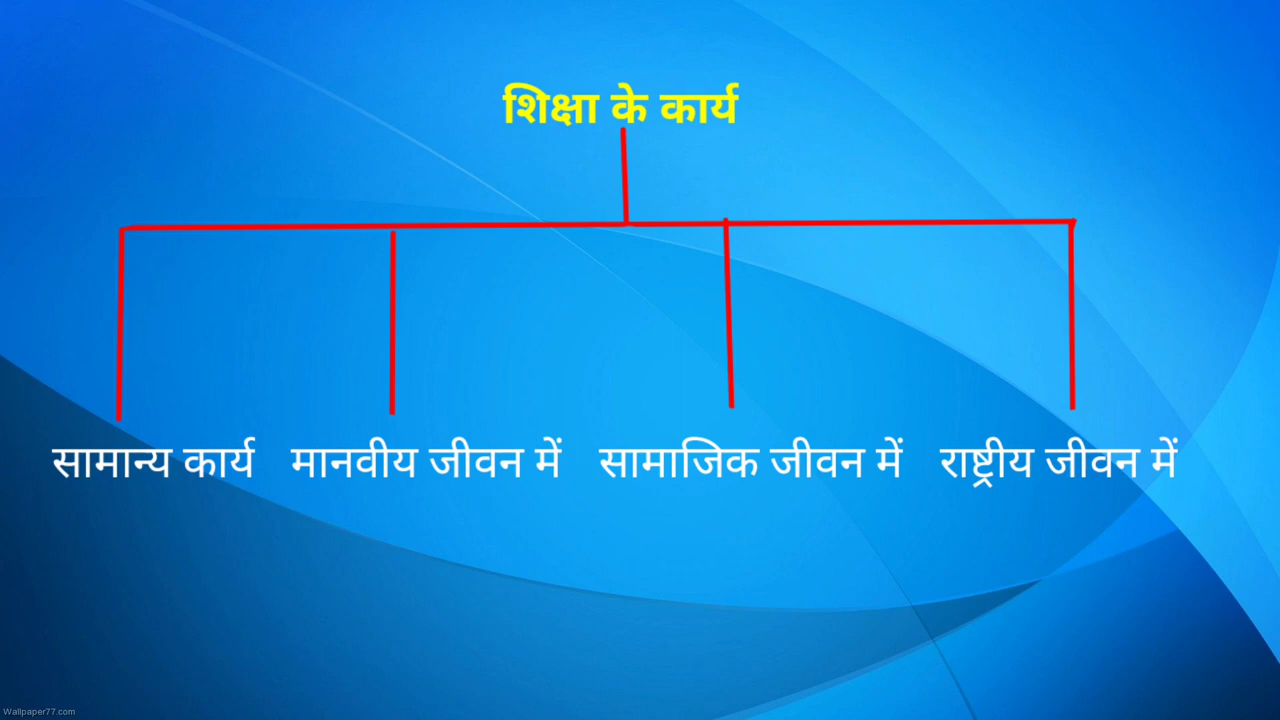 शिक्षा के कार्य
सामान्य कार्य मानवीय जीवन में सामाजिक जीवन में राष्ट्रीय जीवन में
Wallpaper77.com